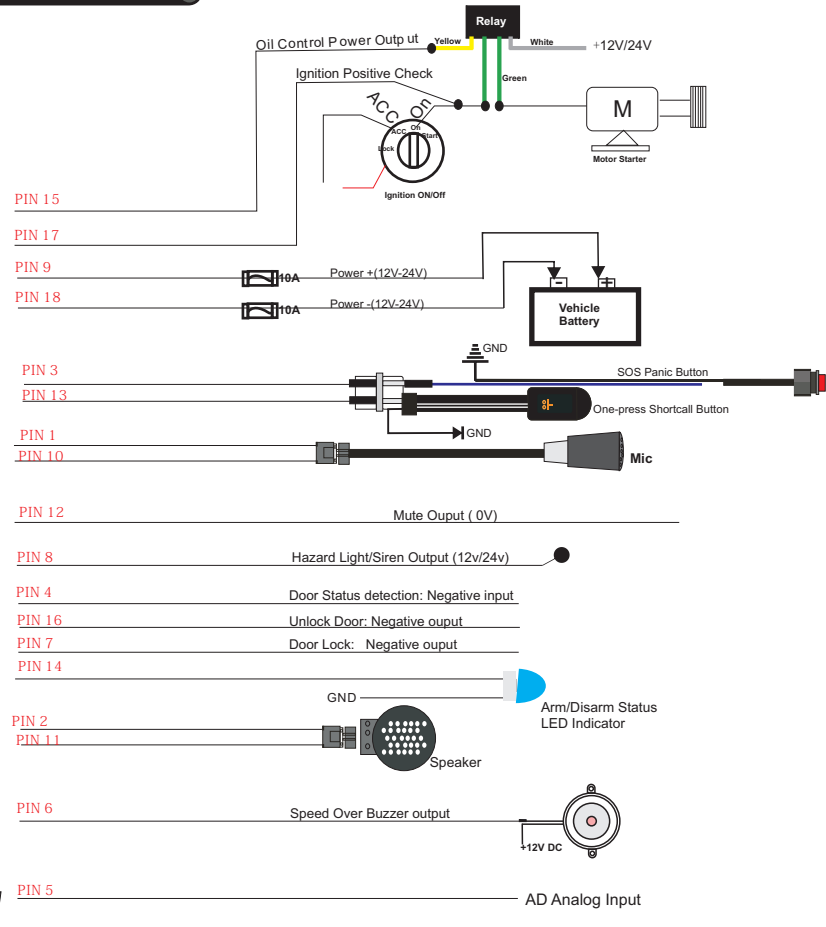 Relay
Oil Control Power Output
Yellow
White
+12V/24V
Ignition Positive Check
Green
ACC
On
ACC
On
Start
Lock
M
Motor Starter
Ignition ON/Off
PIN 15
PIN 17
PIN 9
10A
Power +(12V-24V)
PIN 18
10A
Power -(12V-24V)
-
+
Vehicle
Battery
GND
PIN 3
SOS Panic Button
PIN 13
One-press Shortcall Button
GND
PIN 1
PIN 10
Mic
PIN 12
Mute Ouput ( 0V)
PIN 8
Hazard Light/Siren Output (12v/24v)
PIN 4
Door Status detection: Negative input
PIN 16
Unlock Door: Negative ouput
PIN 7
Door Lock: Negative ouput
PIN 14
GND
Arm/Disarm Status
LED Indicator
PIN 2
PIN 11
Speaker
PIN 6
Speed Over Buzzer output
+12V DC
PIN 5
AD Analog Input